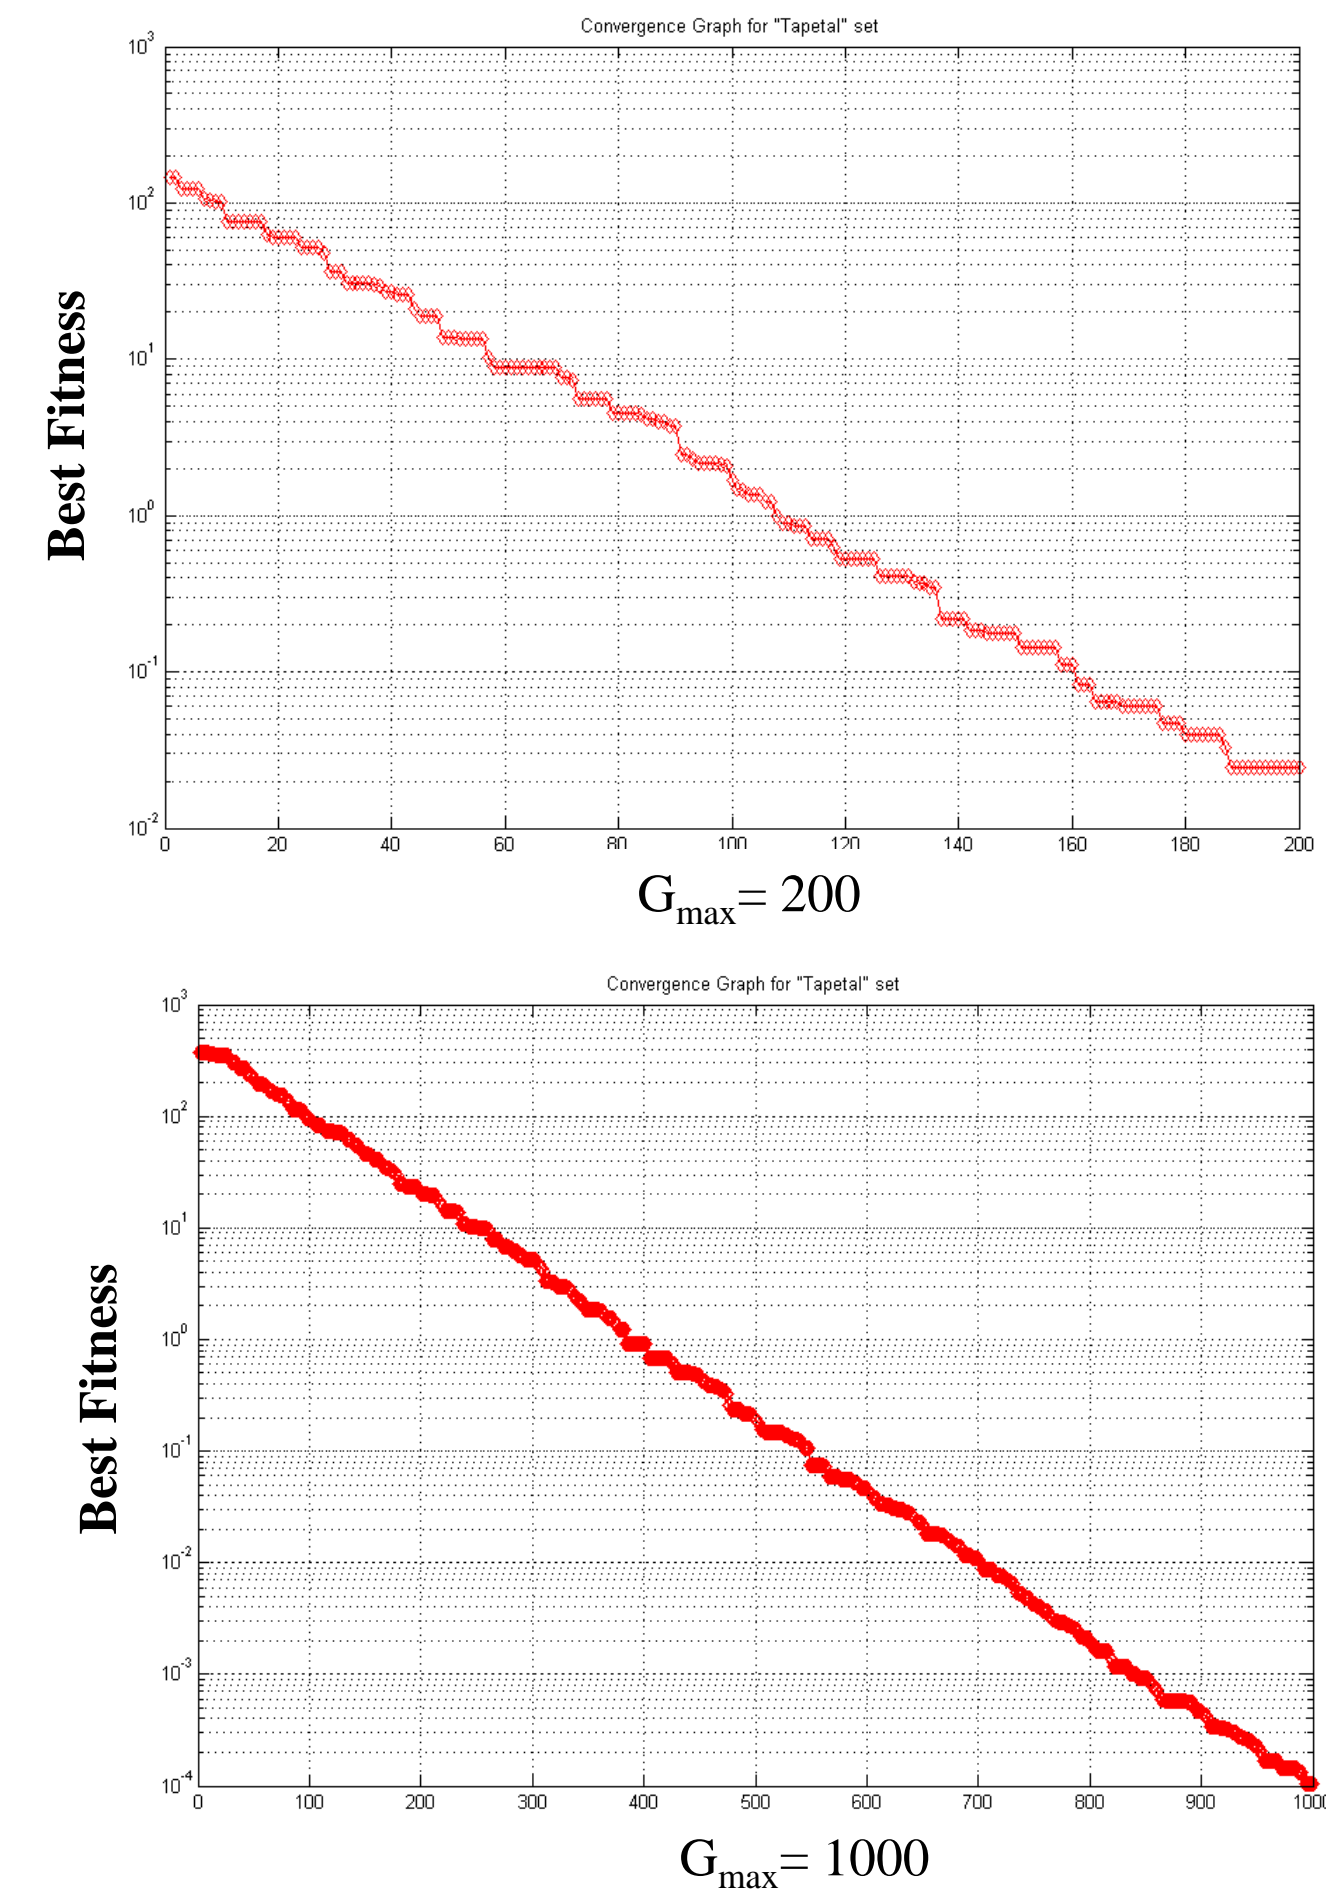 Convergence Graph for "Tapetal" set
10^3
10^2
10^1
10^0
10^-1
10^-2
Best Fitness
0 20 40 60 80 100 120 140 160 180 200
G_max= 200
Convergence Graph for "Tapetal" set
10^3
10^2
10^1
10^0
10^-1
10^-2
10^-3
10^-4
Best Fitness
0 100 200 300 400 500 600 700 800 900 1000
G_max= 1000